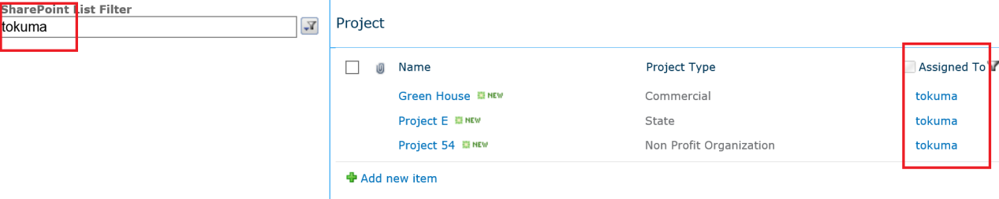 SharePoint List Filter
tokuma
Project
Name Project Type Assigned To
Green House NEW Commercial tokuma
Project E NEW State tokuma
Project 54 NEW Non Profit Organization tokuma
Add new item